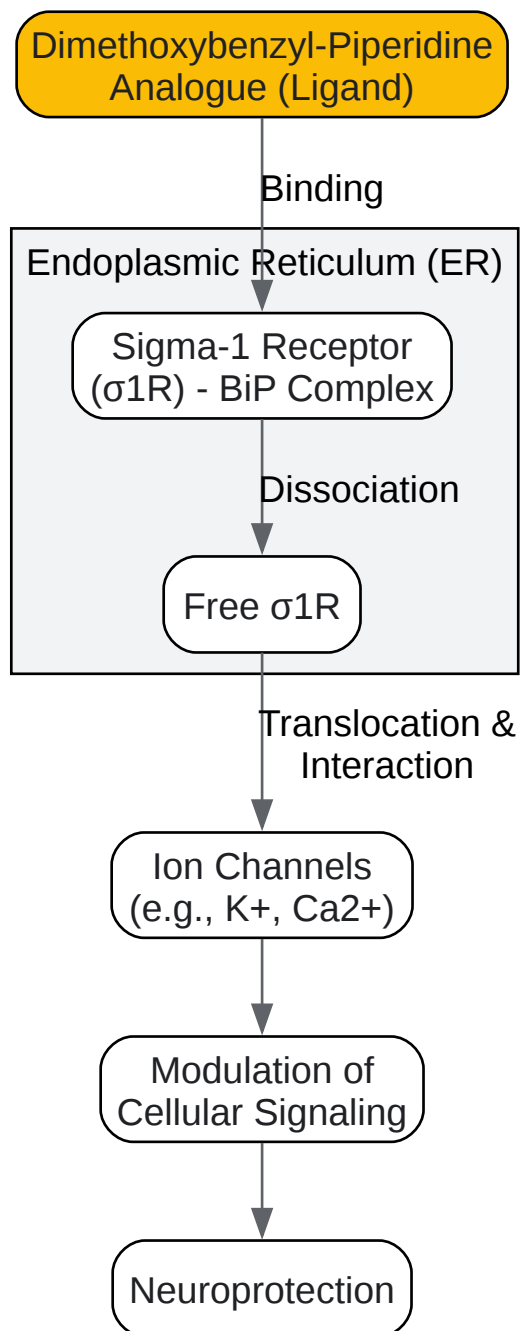 Dimethoxybenzyl-Piperidine
Analogue (Ligand)
Binding
Endoplasmic Reticulum (ER)
Sigma-1 Receptor
(σ1R) - BiP Complex
Dissociation
Free σ1R
Translocation &
Interaction
Ion Channels
(e.g., K+, Ca2+)
Modulation of
Cellular Signaling
Neuroprotection